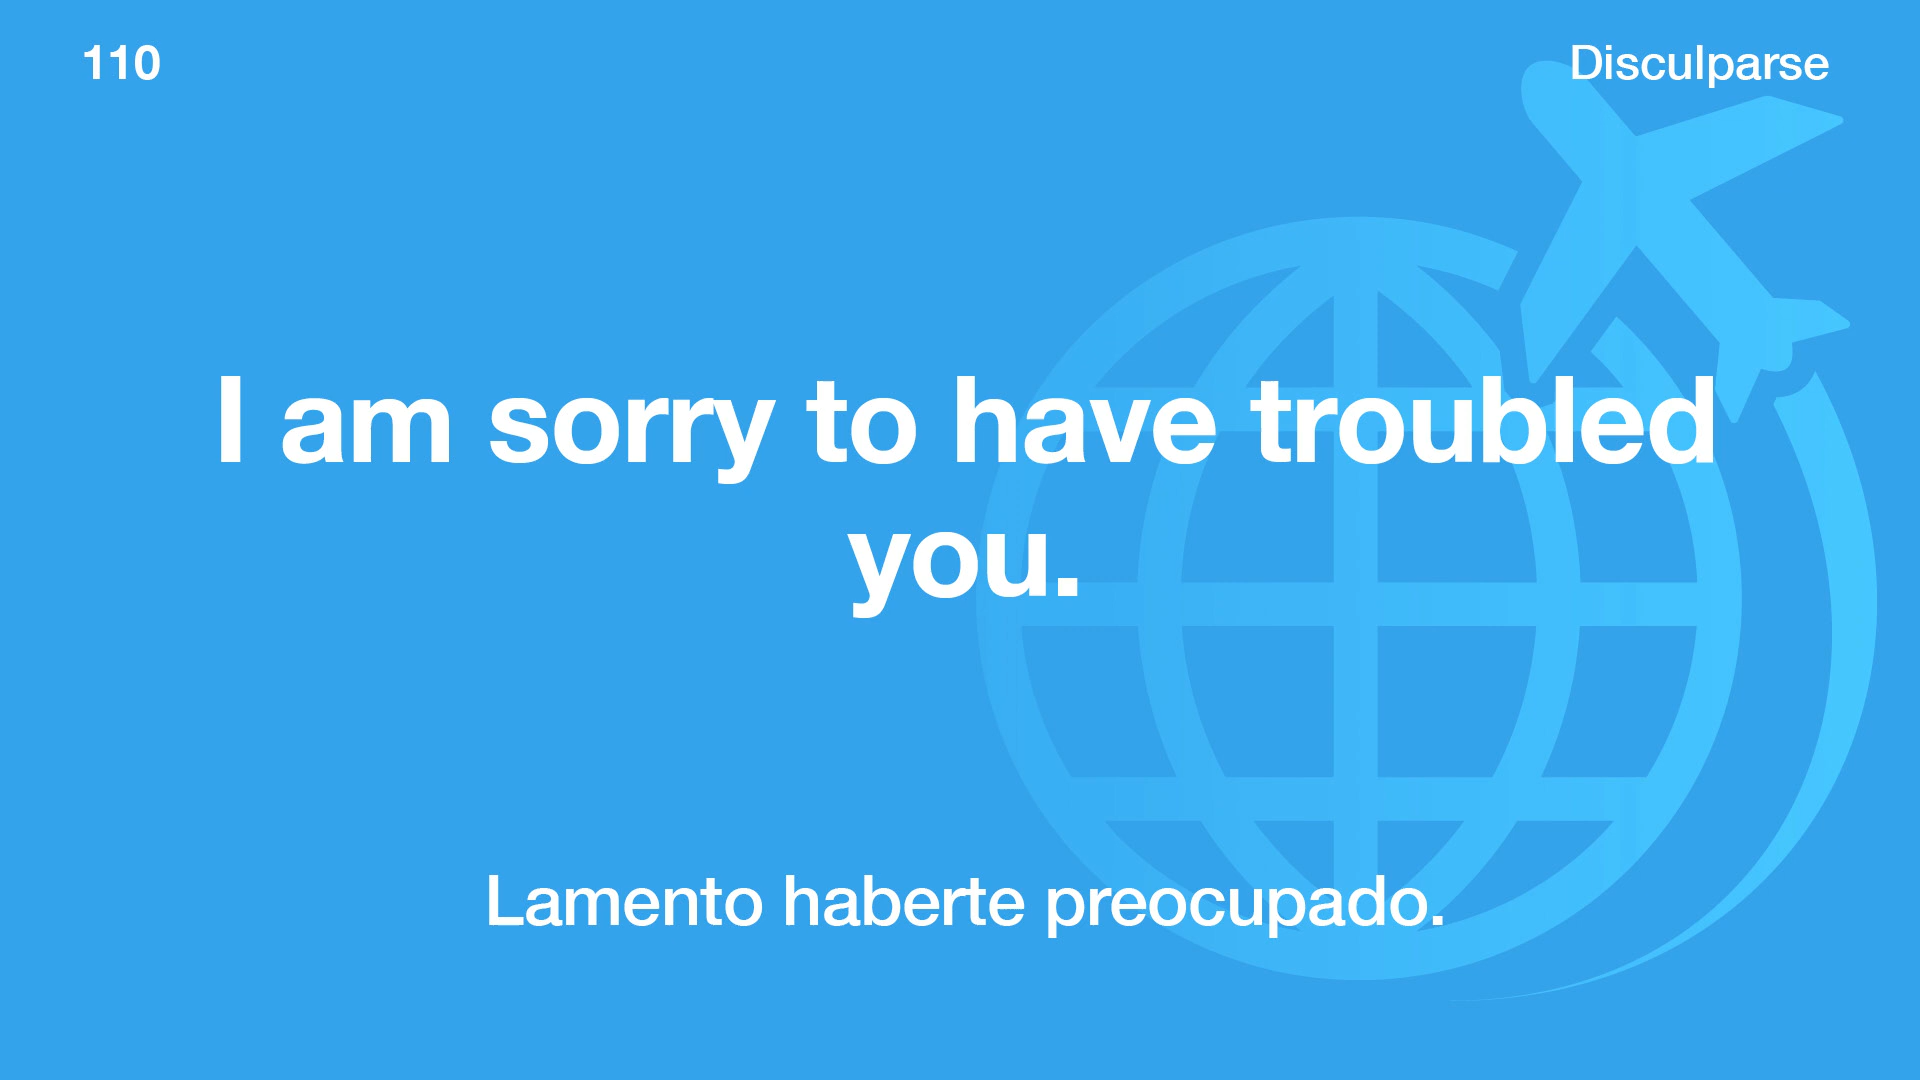 110
Disculparse
I am sorry to have troubled
you.
Lamento haberte preocupado.